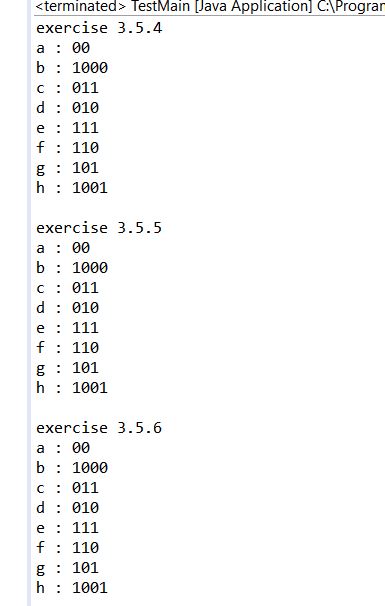 <terminated> TestMain [Java Application] C:\Program
exercise 3.5.4
a : 00
b : 1000
c : 011
d : 010
e : 111
f : 110
g : 101
h : 1001
exercise 3.5.5
a : 00
b : 1000
c : 011
d : 010
e : 111
f : 110
g : 101
h : 1001
exercise 3.5.6
a : 00
b : 1000
c : 011
d : 010
e : 111
f : 110
g : 101
h : 1001